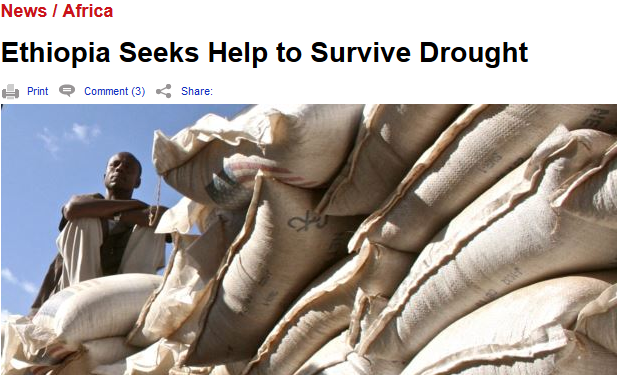 News / Africa
Ethiopia Seeks Help to Survive Drought
Print Comment (3) Share: